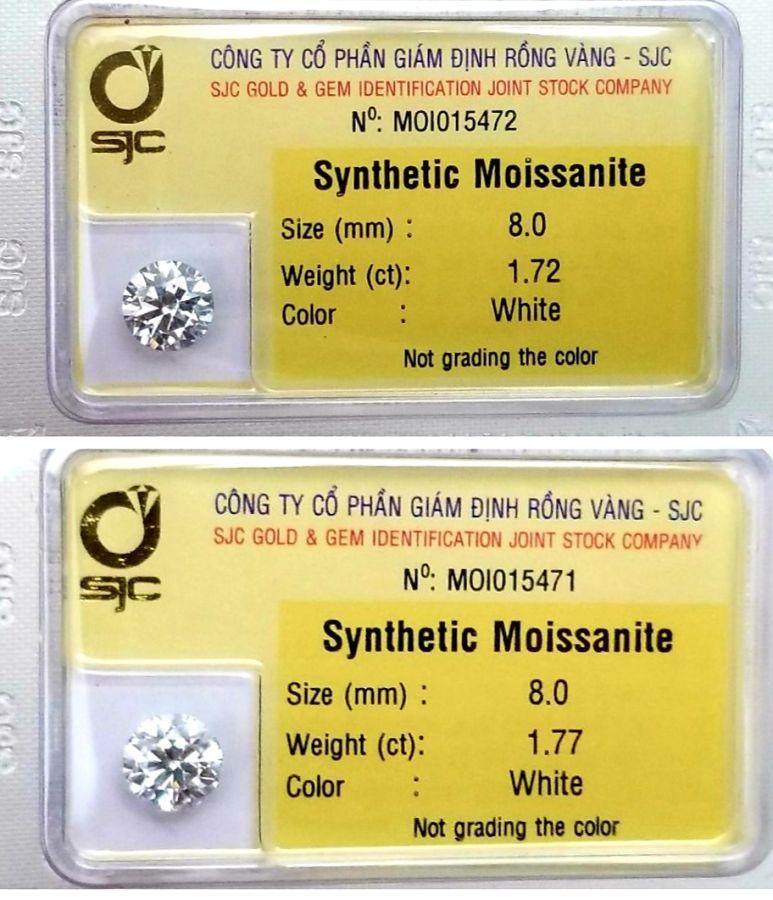 SJC
CÔNG TY CỔ PHẦN GIÁM ĐỊNH RỒNG VÀNG - SJC
SJC GOLD & GEM IDENTIFICATION JOINT STOCK COMPANY
N⁰: MOI015472
Synthetic Moissanite
Size (mm) : 8.0
Weight (ct): 1.72
Color : White
Not grading the color
SJC
CÔNG TY CỔ PHẦN GIÁM ĐỊNH RỒNG VÀNG - SJC
SJC GOLD & GEM IDENTIFICATION JOINT STOCK COMPANY
N⁰: MOI015471
Synthetic Moissanite
Size (mm) : 8.0
Weight (ct): 1.77
Color : White
Not grading the color